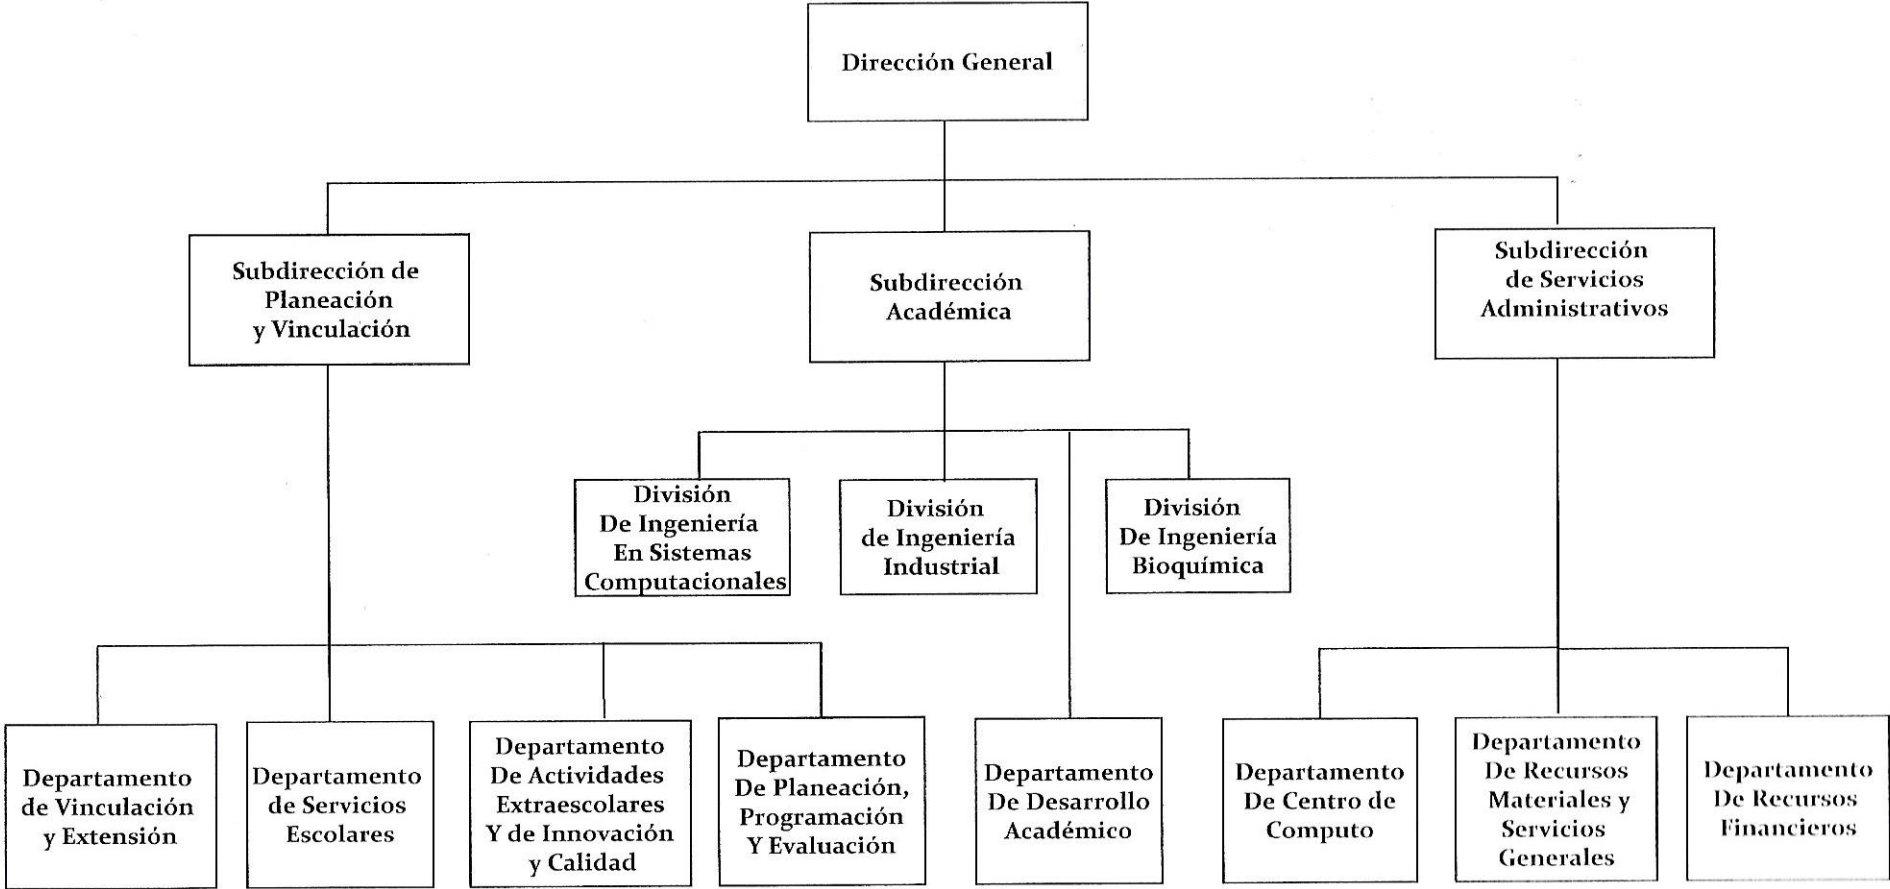 Dirección General
Subdirección de
Planeación
y Vinculación
Subdirección
Académica
Subdirección
de Servicios
Administrativos
División
De Ingeniería
En Sistemas
Computacionales
División
de Ingeniería
Industrial
División
De Ingeniería
Bioquímica
Departamento
de Vinculación
y Extensión
Departamento
de Servicios
Escolares
Departamento
De Actividades
Extraescolares
Y de Innovación
y Calidad
Departamento
De Planeación,
Programación
Y Evaluación
Departamento
De Desarrollo
Académico
Departamento
De Centro de
Computo
Departamento
De Recursos
Materiales y
Servicios
Generales
Departamento
De Recursos
Financieros